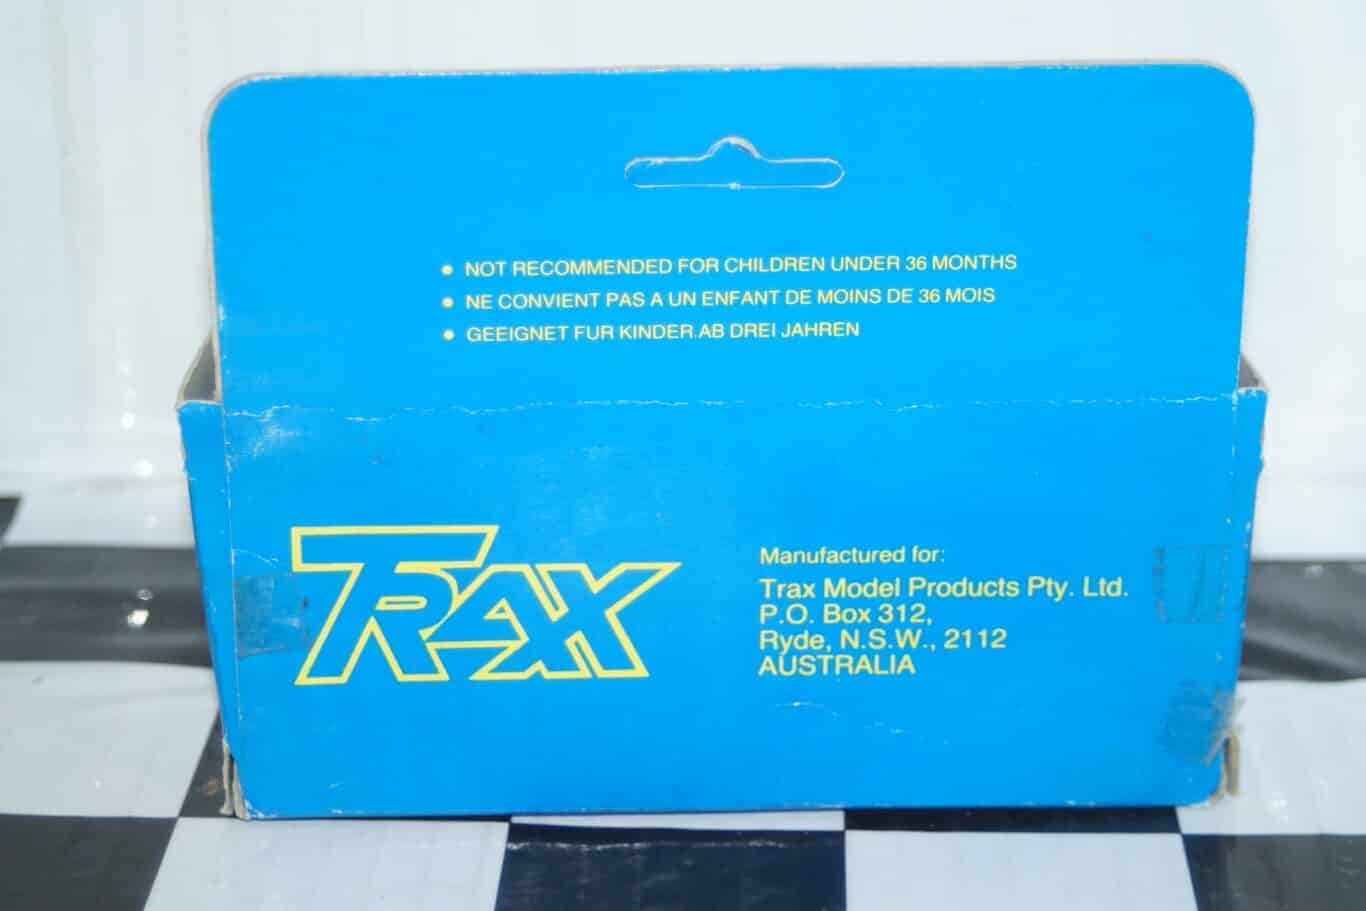 • NOT RECOMMENDED FOR CHILDREN UNDER 36 MONTHS
• NE CONVIENT PAS A UN ENFANT DE MOINS DE 36 MOIS
• GEEIGNET FUR KINDER.AB DREI JAHREN
TRAX
Manufactured for:
Trax Model Products Pty. Ltd.
P.O. Box 312,
Ryde, N.S.W., 2112
AUSTRALIA